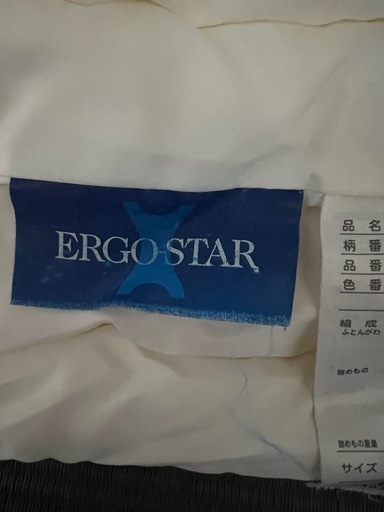 ERGO-STAR
品名
柄番
品番
色番
組成
ふとんがわ
詰めもの
詰めもの重量
サイズ